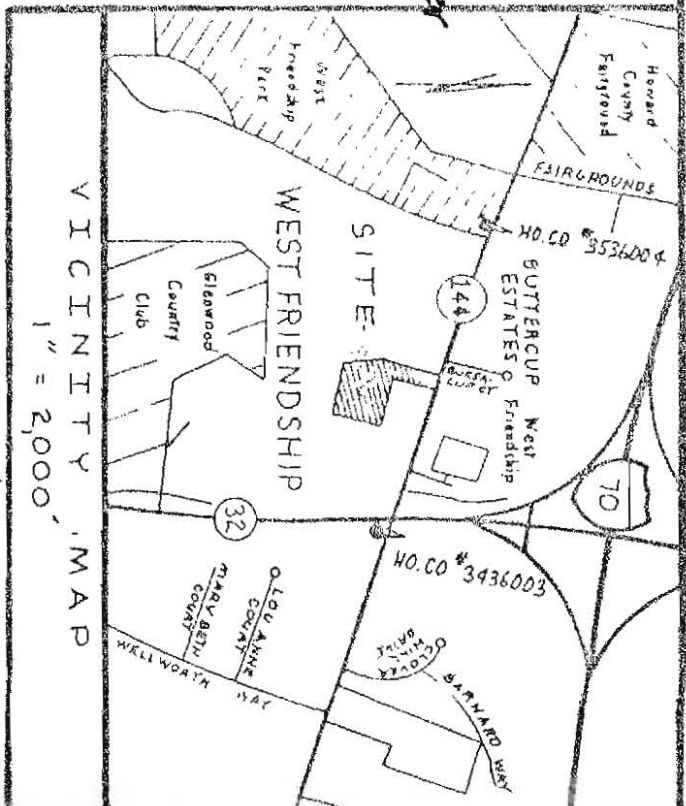 Howard
County
Fairground
FAIRGROUNDS
West
Friendship
Park
HO.CO #3536004
BUTTERCUP
ESTATES
West
Friendship
144
70
SITE
WEST FRIENDSHIP
Glenwood
Country
Club
32
HO.CO #3436003
LOU ANNE
COURT
MARY BETH
COURT
WELLWORTH WAY
BARNARD WAY
VICINITY MAP
1" = 2,000'